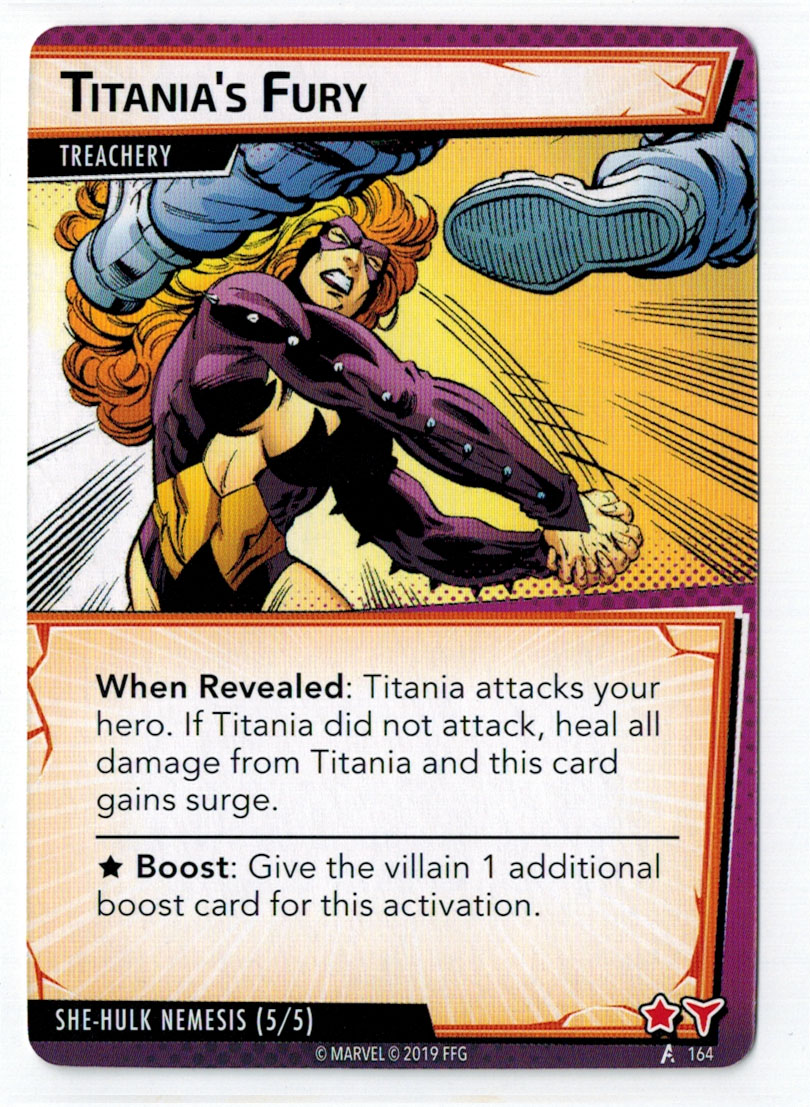 TITANIA'S FURY
TREACHERY
When Revealed: Titania attacks your
hero. If Titania did not attack, heal all
damage from Titania and this card
gains surge.
★ Boost: Give the villain 1 additional
boost card for this activation.
SHE-HULK NEMESIS (5/5)
© MARVEL © 2019 FFG
164